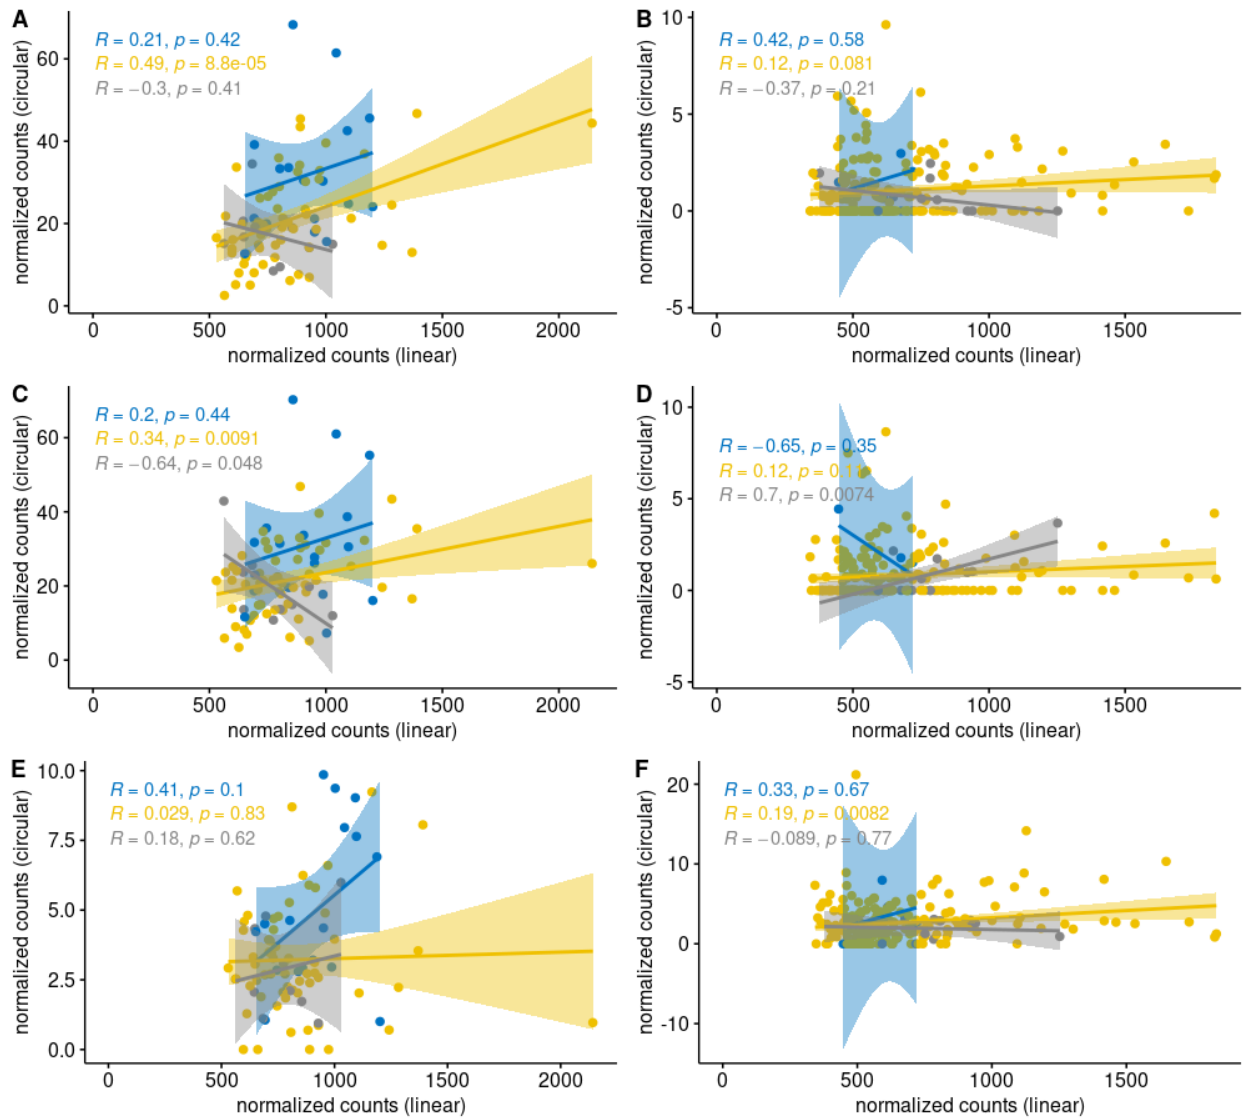 A
R = 0.21, p = 0.42
R = 0.49, p = 8.8e-05
R = −0.3, p = 0.41
normalized counts (circular)
60
40
20
0
0 500 1000 1500 2000
normalized counts (linear)
B
R = 0.42, p = 0.58
R = 0.12, p = 0.081
R = −0.37, p = 0.21
normalized counts (circular)
10
5
0
-5
0 500 1000 1500
normalized counts (linear)
C
R = 0.2, p = 0.44
R = 0.34, p = 0.0091
R = −0.64, p = 0.048
normalized counts (circular)
60
40
20
0
0 500 1000 1500 2000
normalized counts (linear)
D
R = −0.65, p = 0.35
R = 0.12, p =
R = 0.7, p = 0.0074
normalized counts (circular)
10
5
0
-5
0 500 1000 1500
normalized counts (linear)
E
R = 0.41, p = 0.1
R = 0.029, p = 0.83
R = 0.18, p = 0.62
normalized counts (circular)
10.0
7.5
5.0
2.5
0.0
0 500 1000 1500 2000
normalized counts (linear)
F
R = 0.33, p = 0.67
R = 0.19, p = 0.0082
R = −0.089, p = 0.77
normalized counts (circular)
20
10
0
-10
0 500 1000 1500
normalized counts (linear)